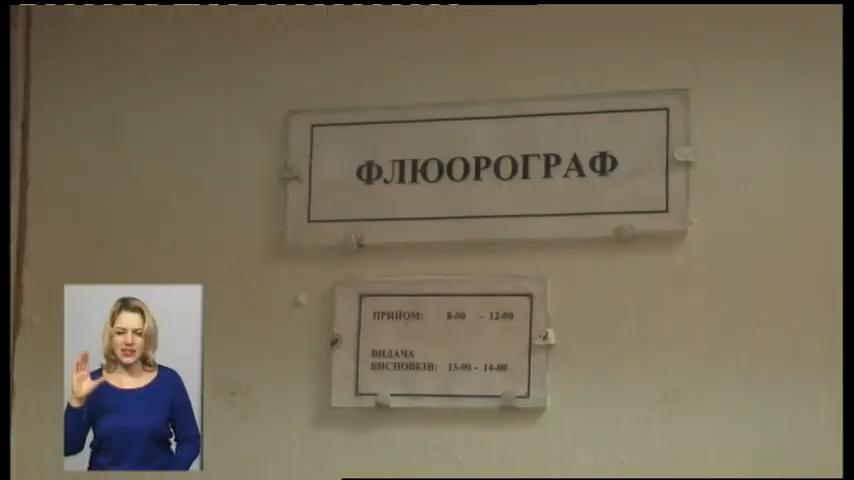 ФЛЮОРОГРАФ
ПРИЙОМ: 8-00 - 12-00
ВИДАЧА
ВИСНОВКІВ: 13-00 - 14-00